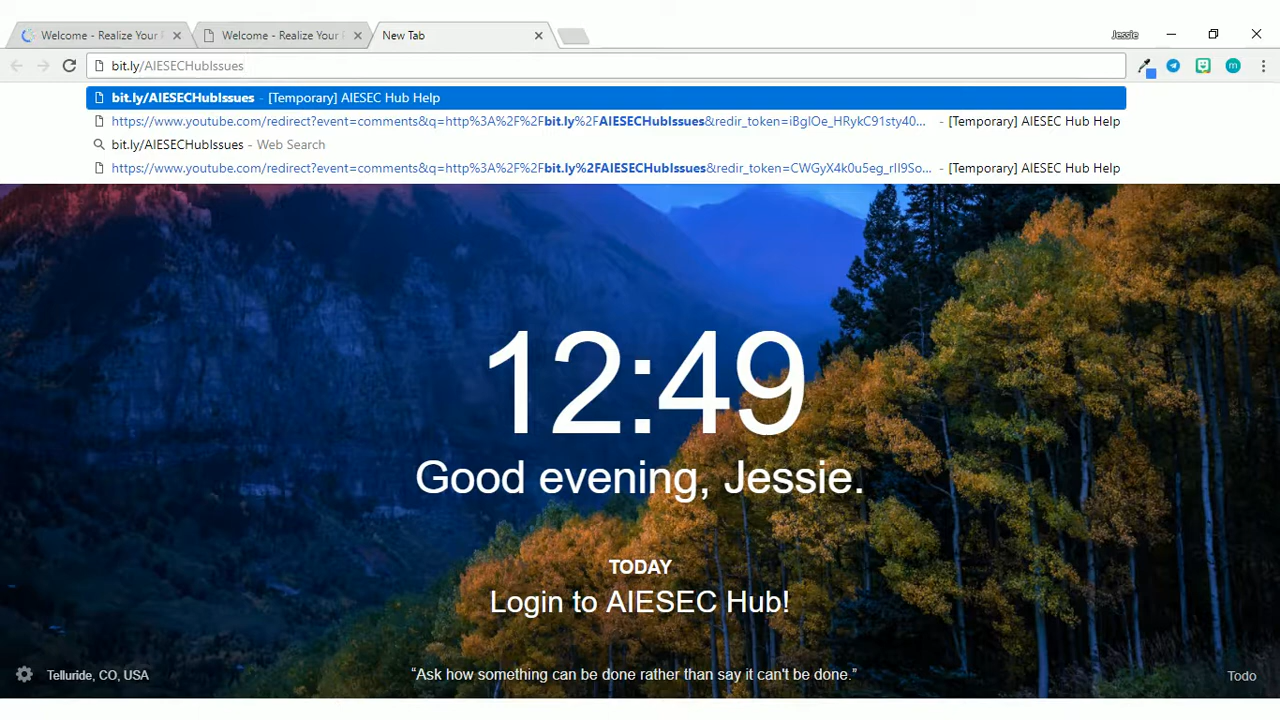 Welcome - Realize Your
Welcome - Realize Your
New Tab
Jessie
bit.ly/AIESECHubIssues
bit.ly/AIESECHubIssues - [Temporary] AIESEC Hub Help
https://www.youtube.com/redirect?event=comments&q=http%3A%2F%2Fbit.ly%2FAIESECHubIssues&redir_token=iBglOe_HRykC91sty40... - [Temporary] AIESEC Hub Help
bit.ly/AIESECHubIssues - Web Search
https://www.youtube.com/redirect?event=comments&q=http%3A%2F%2Fbit.ly%2FAIESECHubIssues&redir_token=CWGyX4k0u5eg_rlI9So... - [Temporary] AIESEC Hub Help
12:49
Good evening, Jessie.
TODAY
Login to AIESEC Hub!
Telluride, CO, USA
“Ask how something can be done rather than say it can't be done.”
Todo